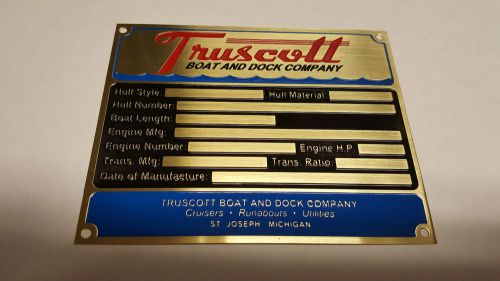 Truscott
BOAT AND DOCK COMPANY
Hull Style: Hull Material:
Hull Number:
Boat Length:
Engine Mfg:
Engine Number: Engine H.P.
Trans. Mfg: Trans. Ratio:
Date of Manufacture:
TRUSCOTT BOAT AND DOCK COMPANY
Cruisers • Runabouts • Utilities
ST JOSEPH MICHIGAN